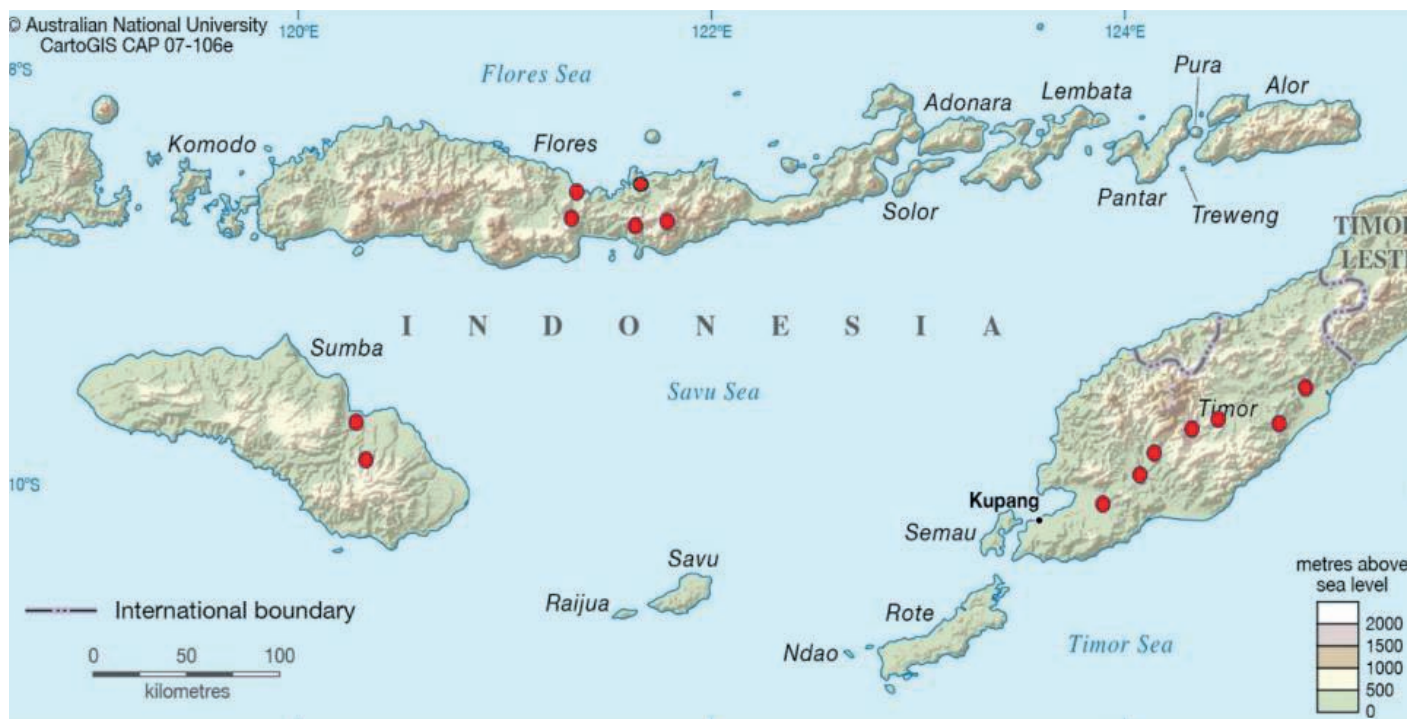 © Australian National University
CartoGIS CAP 07-106e
120°E
122°E
124°E
8°S
Flores Sea
Pura
Alor
Lembata
Adonara
Komodo
Flores
Solor
Pantar
Treweng
TIMOR
LESTE
INDONESIA
Sumba
Savu Sea
Timor
10°S
Kupang
Semau
Savu
Raijua
Rote
Ndao
Timor Sea
International boundary
0 50 100
kilometres
metres above
sea level
2000
1500
1000
500
0